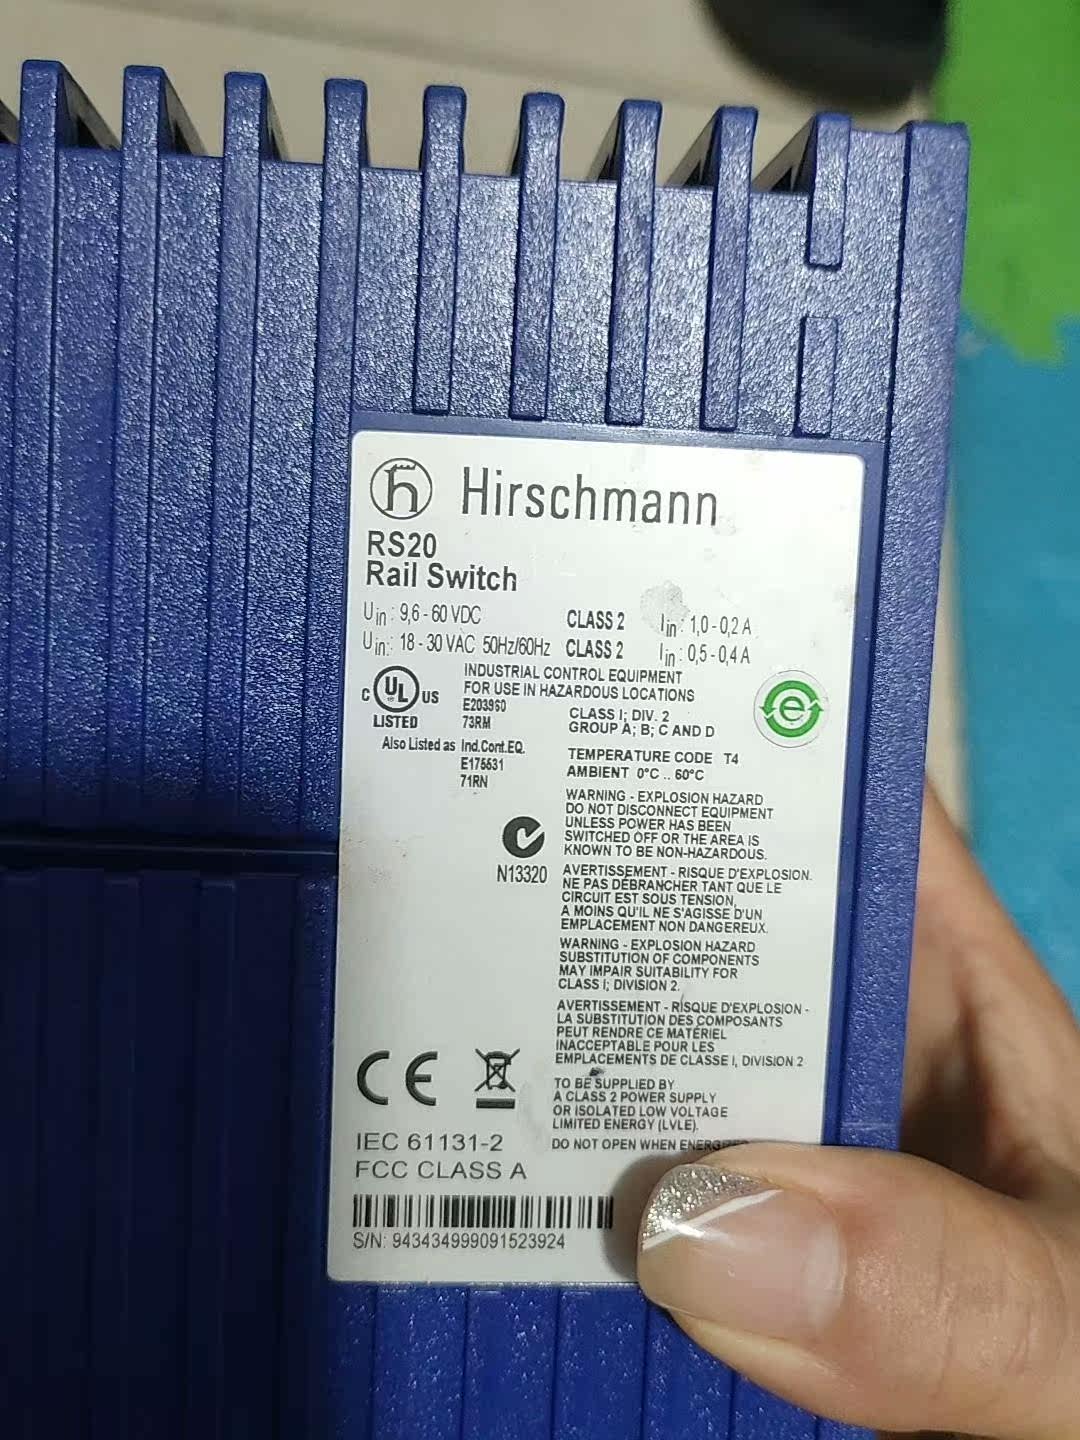 Hirschmann
RS20
Rail Switch
Uin : 9,6 - 60 VDC CLASS 2 Iin : 1,0 - 0,2 A
Uin : 18 - 30 VAC 50Hz/60Hz CLASS 2 Iin : 0,5 - 0,4 A
INDUSTRIAL CONTROL EQUIPMENT
FOR USE IN HAZARDOUS LOCATIONS
C UL US
LISTED
E203960
73RM
CLASS I; DIV. 2
GROUP A; B; C AND D
e
Also Listed as Ind.Cont.EQ.
E175531
71RN
TEMPERATURE CODE T4
AMBIENT 0°C .. 60°C
WARNING - EXPLOSION HAZARD
DO NOT DISCONNECT EQUIPMENT
UNLESS POWER HAS BEEN
SWITCHED OFF OR THE AREA IS
KNOWN TO BE NON-HAZARDOUS.
N13320
AVERTISSEMENT - RISQUE D'EXPLOSION.
NE PAS DÉBRANCHER TANT QUE LE
CIRCUIT EST SOUS TENSION,
A MOINS QU'IL NE S'AGISSE D'UN
EMPLACEMENT NON DANGEREUX.
WARNING - EXPLOSION HAZARD
SUBSTITUTION OF COMPONENTS
MAY IMPAIR SUITABILITY FOR
CLASS I; DIVISION 2.
AVERTISSEMENT - RISQUE D'EXPLOSION -
LA SUBSTITUTION DES COMPOSANTS
PEUT RENDRE CE MATÉRIEL
INACCEPTABLE POUR LES
EMPLACEMENTS DE CLASSE I, DIVISION 2
TO BE SUPPLIED BY
A CLASS 2 POWER SUPPLY
OR ISOLATED LOW VOLTAGE
LIMITED ENERGY (LVLE).
DO NOT OPEN WHEN
CE
IEC 61131-2
FCC CLASS A
S/N: 943434999091523924